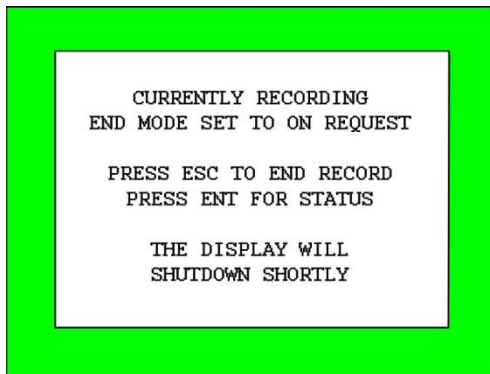 CURRENTLY RECORDING
END MODE SET TO ON REQUEST
PRESS ESC TO END RECORD
PRESS ENT FOR STATUS
THE DISPLAY WILL
SHUTDOWN SHORTLY